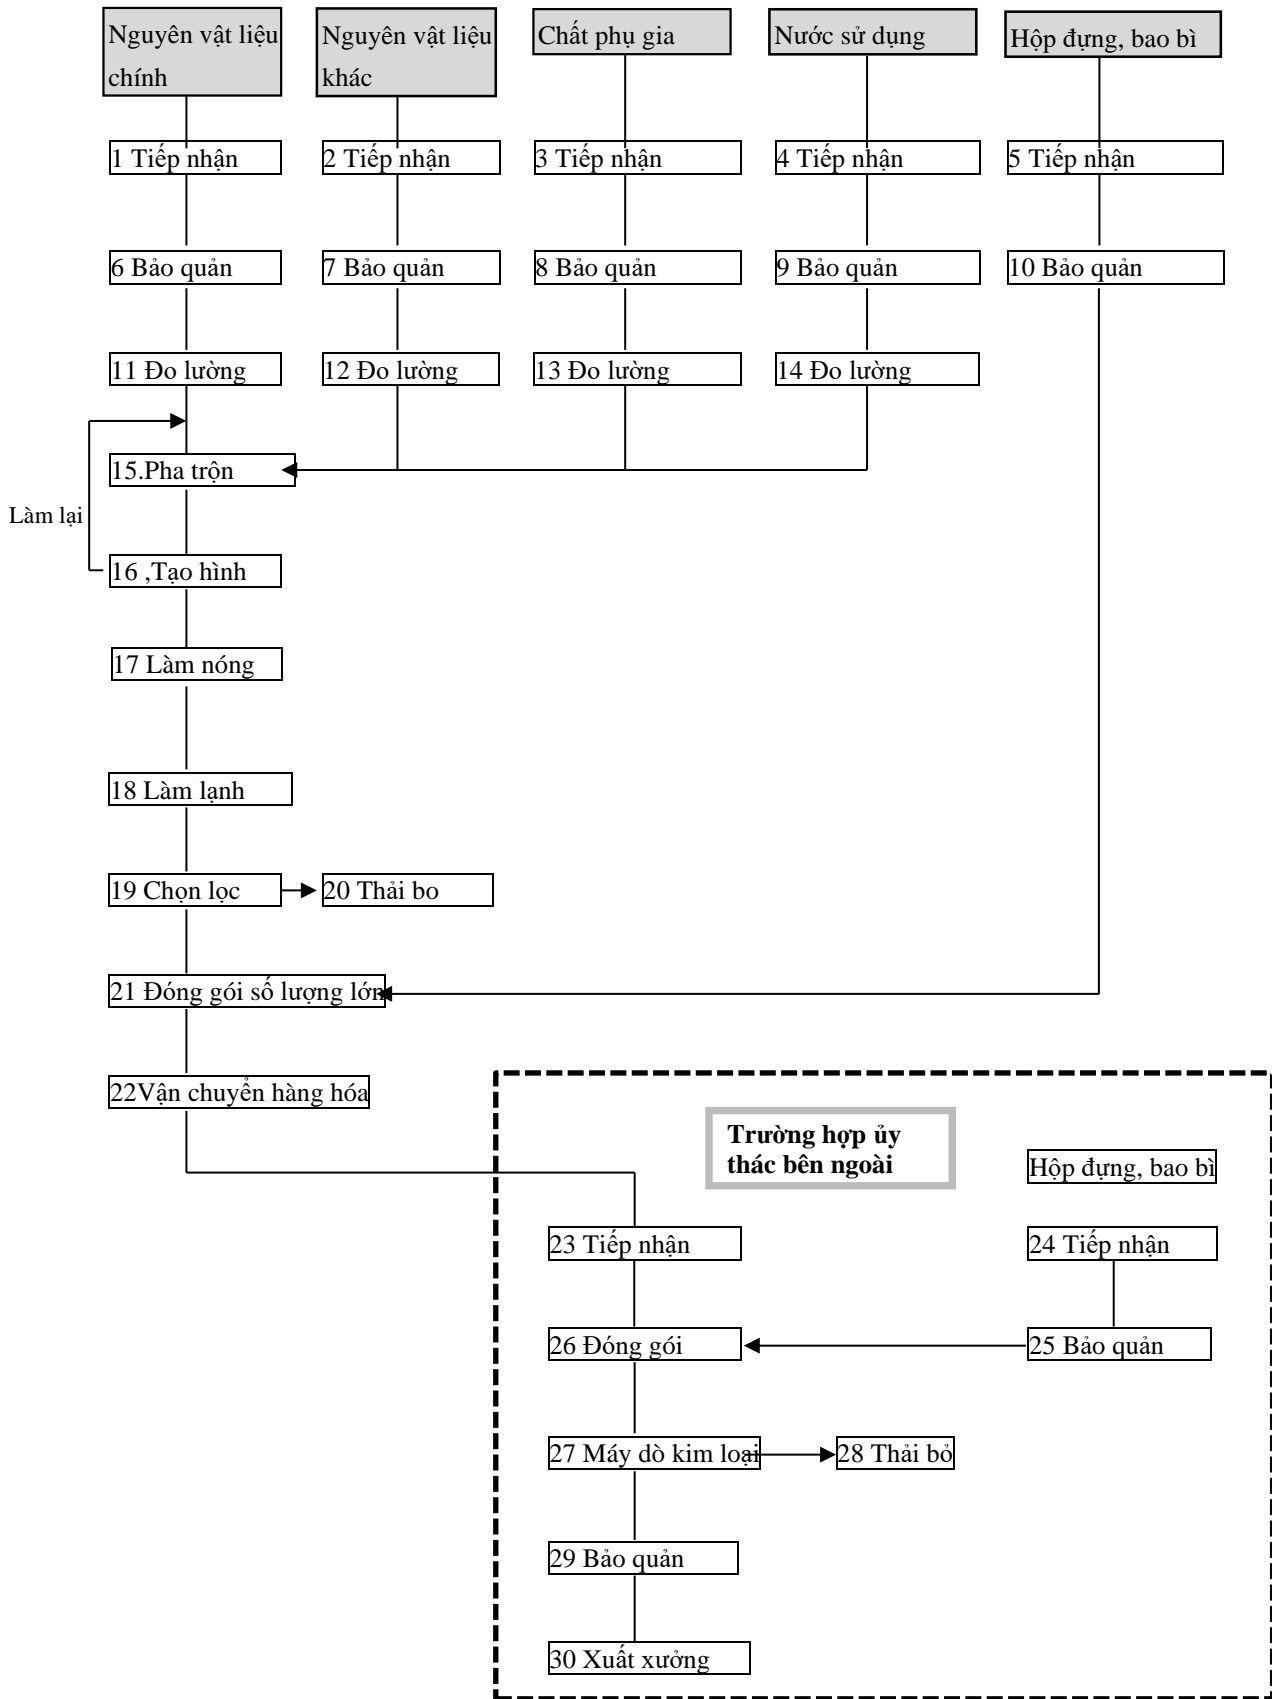 Nguyên vật liệu
chính
Nguyên vật liệu
khác
Chất phụ gia
Nước sử dụng
Hộp đựng, bao bì
1 Tiếp nhận
2 Tiếp nhận
3 Tiếp nhận
4 Tiếp nhận
5 Tiếp nhận
6 Bảo quản
7 Bảo quản
8 Bảo quản
9 Bảo quản
10 Bảo quản
11 Đo lường
12 Đo lường
13 Đo lường
14 Đo lường
15.Pha trộn
Làm lại
16 ,Tạo hình
17 Làm nóng
18 Làm lạnh
19 Chọn lọc
20 Thải bo
21 Đóng gói số lượng lớn
22Vận chuyển hàng hóa
Trường hợp ủy
thác bên ngoài
Hộp đựng, bao bì
23 Tiếp nhận
24 Tiếp nhận
26 Đóng gói
25 Bảo quản
27 Máy dò kim loại
28 Thải bỏ
29 Bảo quản
30 Xuất xưởng